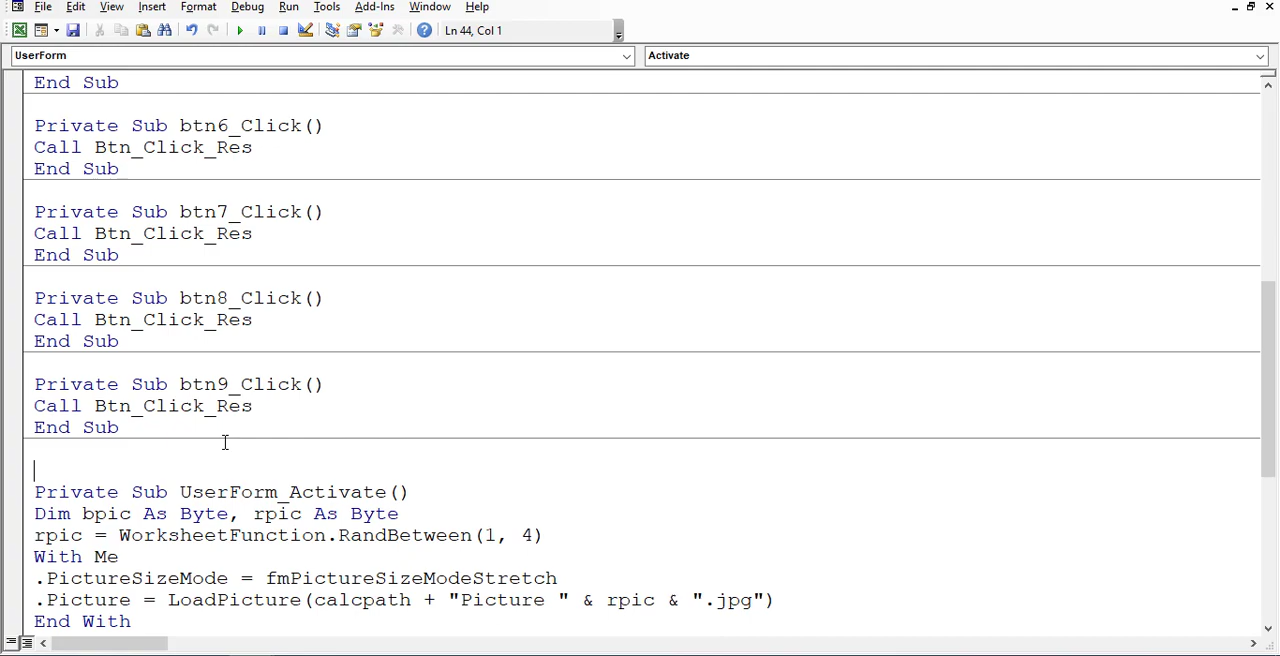 File Edit View Insert Format Debug Run Tools Add-Ins Window Help
Ln 44, Col 1
UserForm Activate
End Sub
Private Sub btn6_Click()
Call Btn_Click_Res
End Sub
Private Sub btn7_Click()
Call Btn_Click_Res
End Sub
Private Sub btn8_Click()
Call Btn_Click_Res
End Sub
Private Sub btn9_Click()
Call Btn_Click_Res
End Sub
Private Sub UserForm_Activate()
Dim bpic As Byte, rpic As Byte
rpic = WorksheetFunction.RandBetween(1, 4)
With Me
.PictureSizeMode = fmPictureSizeModeStretch
.Picture = LoadPicture(calcpath + "Picture " & rpic & ".jpg")
End With